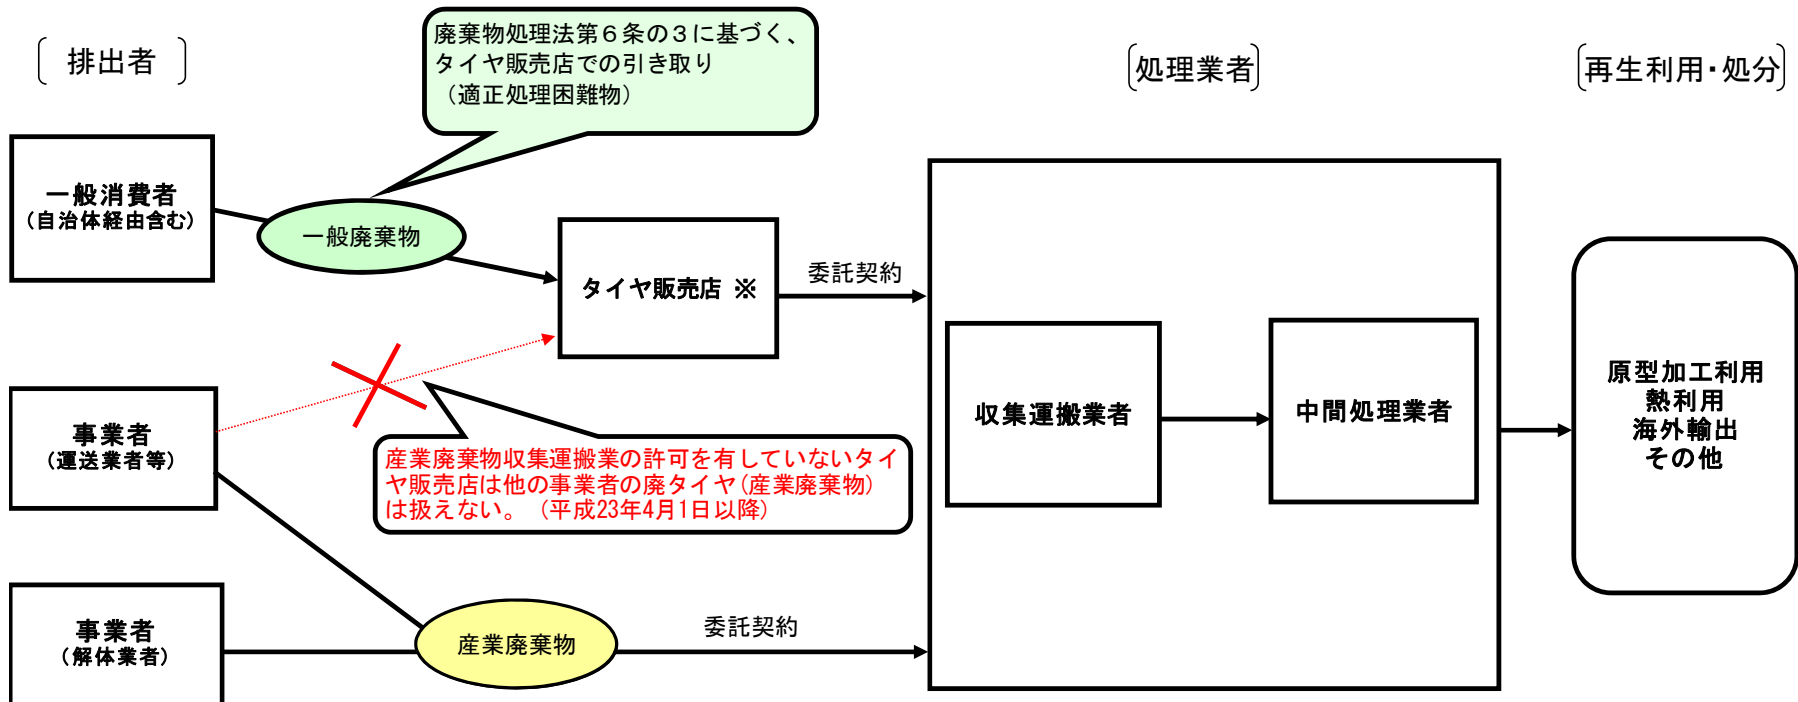 〔 排出者 〕
廃棄物処理法第６条の３に基づく、
タイヤ販売店での引き取り
（適正処理困難物）
〔処理業者〕
〔再生利用・処分〕
一般消費者
（自治体経由含む）
一般廃棄物
タイヤ販売店 ※
委託契約
事業者
（運送業者等）
産業廃棄物収集運搬業の許可を有していないタイ
ヤ販売店は他の事業者の廃タイヤ(産業廃棄物)
は扱えない。（平成23年4月1日以降）
収集運搬業者
中間処理業者
原型加工利用
熱利用
海外輸出
その他
事業者
（解体業者）
産業廃棄物
委託契約